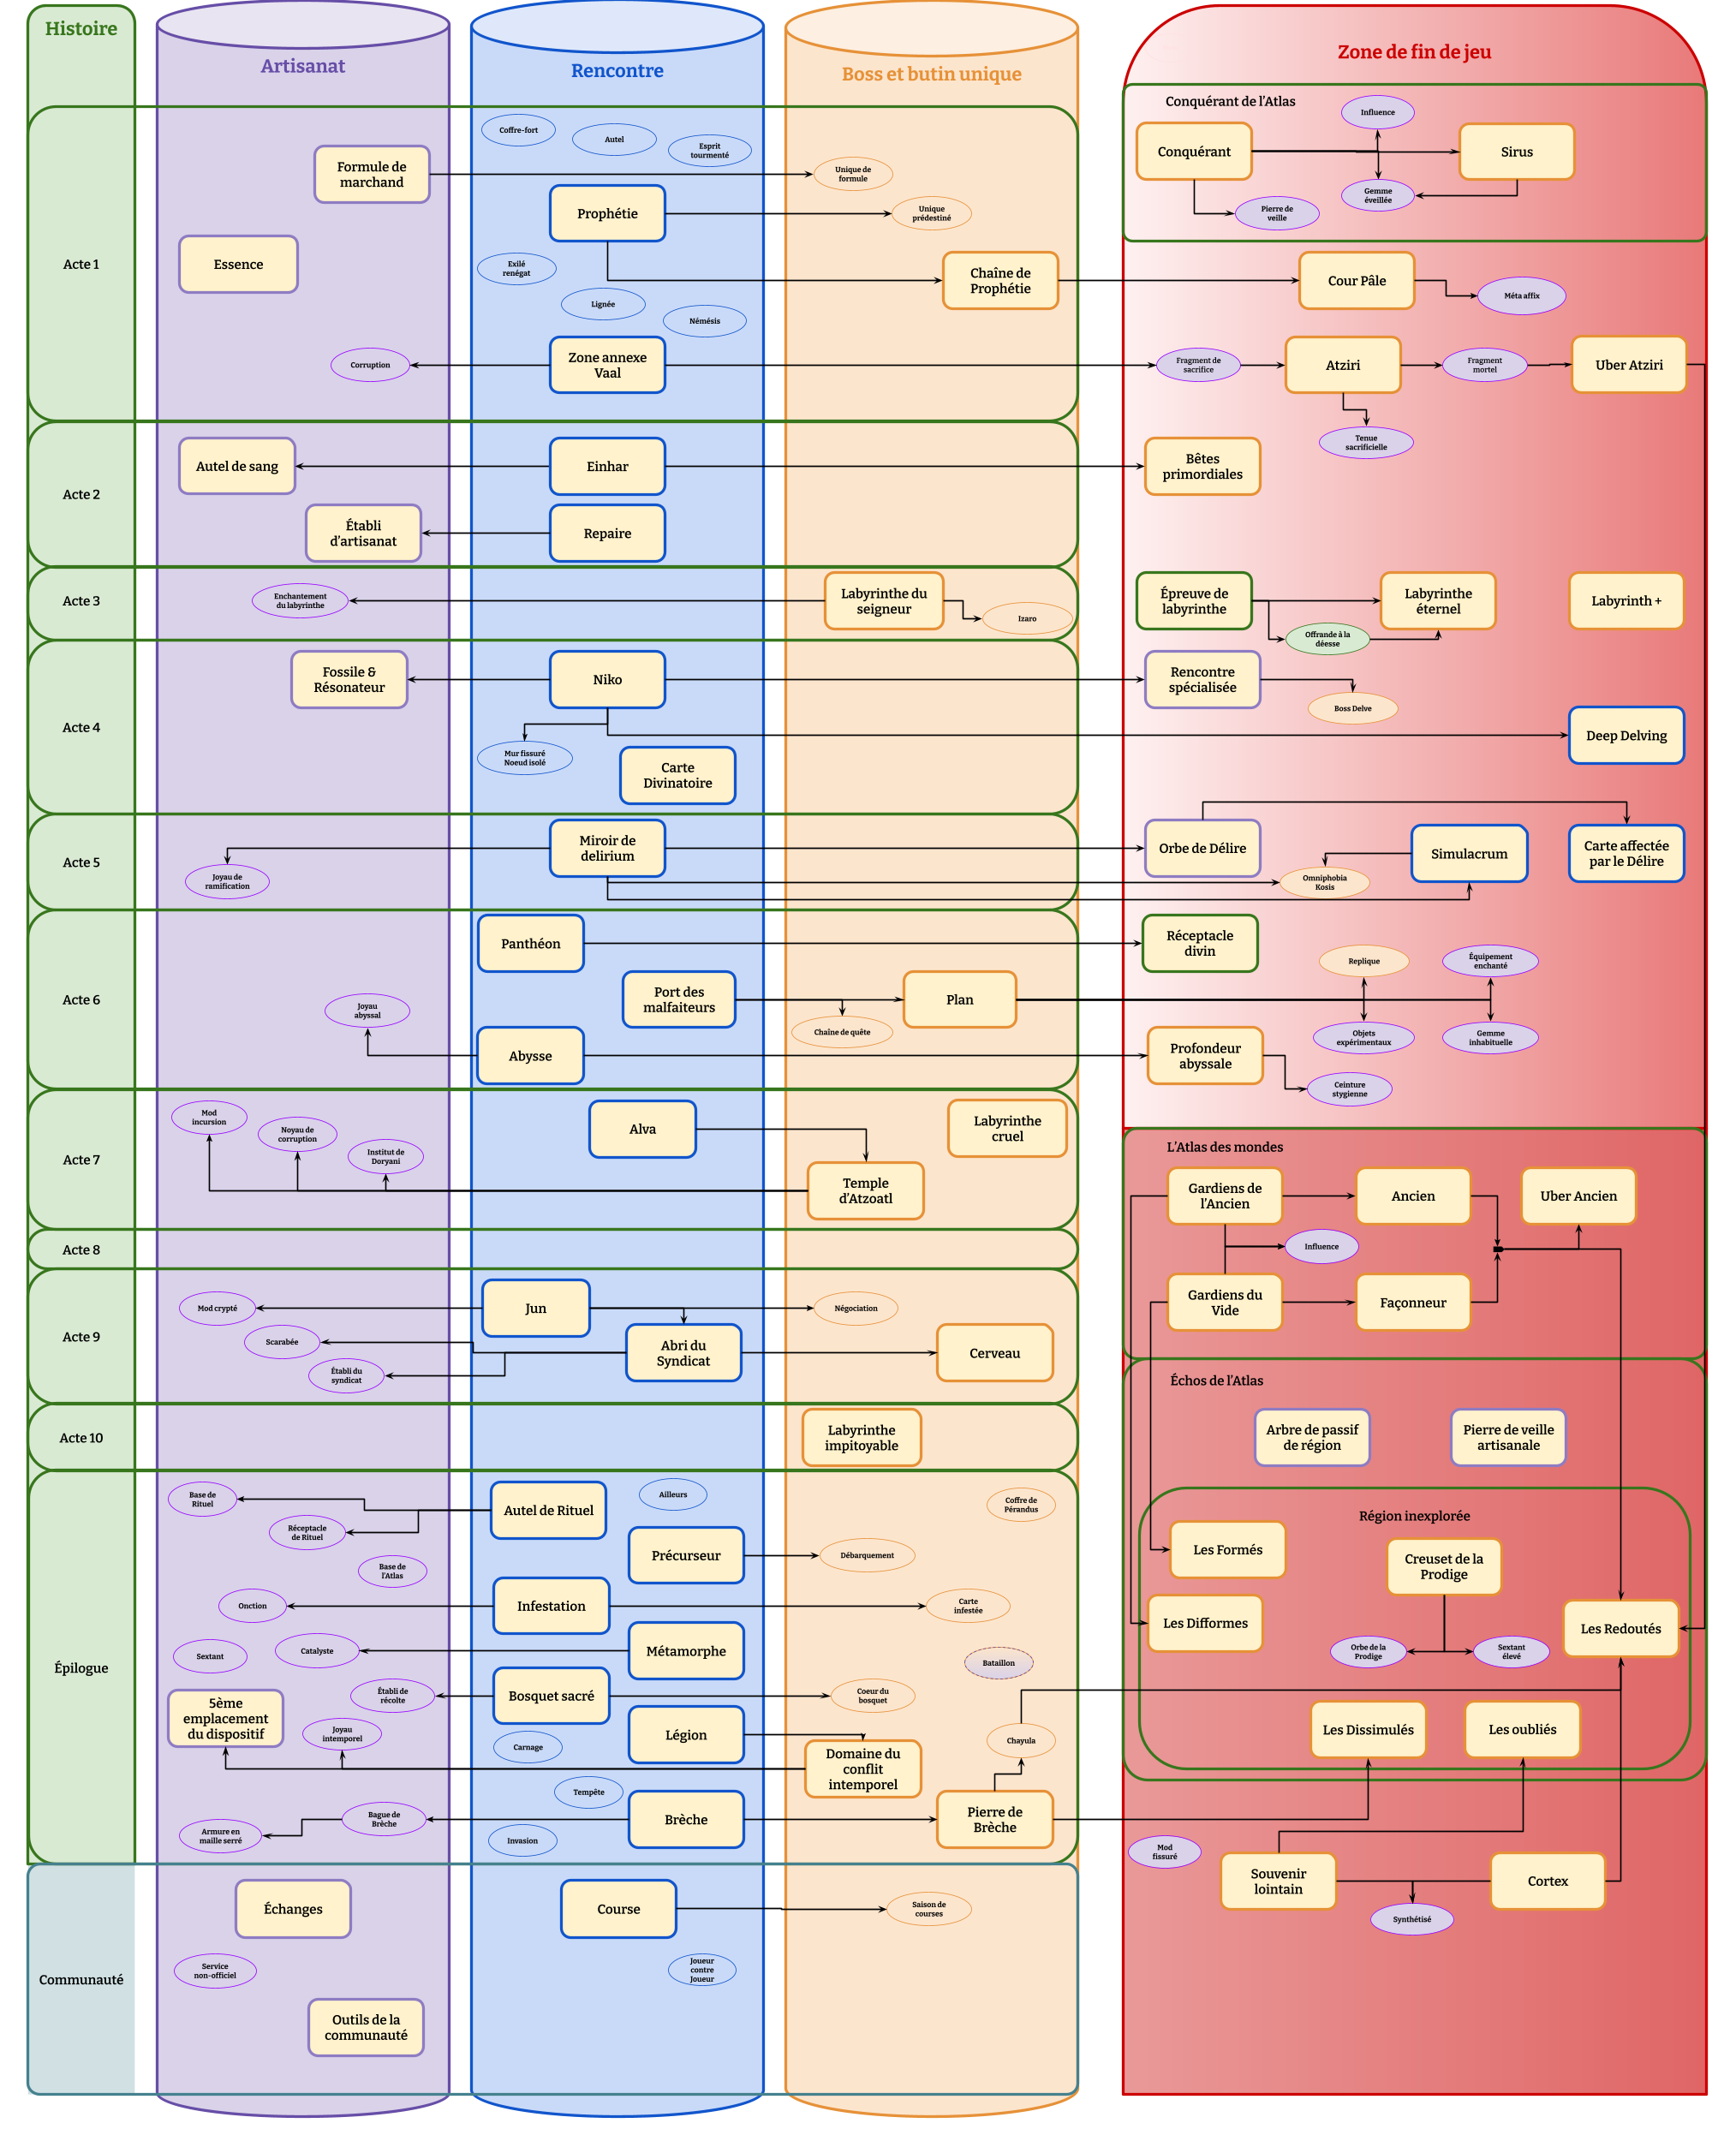 Histoire
Artisanat
Rencontre
Boss et butin unique
Zone de fin de jeu
Acte 1
Formule de
marchand
Essence
Corruption
Coffre-fort
Autel
Esprit
tourmenté
Prophétie
Exilé
renégat
Lignée
Némésis
Zone annexe
Vaal
Unique de
formule
Unique
prédestiné
Chaîne de
Prophétie
Conquérant de l'Atlas
Conquérant
Influence
Sirus
Gemme
éveillée
Pierre de
veille
Cour Pâle
Méta affix
Fragment de
sacrifice
Atziri
Fragment
mortel
Uber Atziri
Tenue
sacrificielle
Acte 2
Autel de sang
Einhar
Bêtes
primordiales
Établi
d'artisanat
Repaire
Acte 3
Enchantement
du labyrinthe
Labyrinthe du
seigneur
Izaro
Épreuve de
labyrinthe
Labyrinthe
éternel
Labyrinth +
Offrande à la
déesse
Acte 4
Fossile &
Résonateur
Niko
Mur fissuré
Noeud isolé
Carte
Divinatoire
Rencontre
spécialisée
Boss Delve
Deep Delving
Acte 5
Joyau de
ramification
Miroir de
delirium
Orbe de Délire
Omniphobia
Kosis
Simulacrum
Carte affectée
par le Délire
Acte 6
Panthéon
Joyau
abyssal
Port des
malfaiteurs
Abysse
Plan
Chaîne de quête
Réceptacle
divin
Replique
Équipement
enchanté
Objets
expérimentaux
Gemme
inhabituelle
Profondeur
abyssale
Ceinture
stygienne
Acte 7
Mod
incursion
Noyau de
corruption
Institut de
Doryani
Alva
Labyrinthe
cruel
Temple
d'Atzoatl
L'Atlas des mondes
Gardiens de
l'Ancien
Ancien
Uber Ancien
Influence
Gardiens du
Vide
Façonneur
Acte 8
Acte 9
Mod crypté
Scarabée
Établi du
syndicat
Jun
Abri du
Syndicat
Négociation
Cerveau
Échos de l'Atlas
Arbre de passif
de région
Pierre de veille
artisanale
Acte 10
Labyrinthe
impitoyable
Épilogue
Base de
Rituel
Réceptacle
de Rituel
Base de
l'Atlas
Onction
Sextant
Catalyste
Établi de
récolte
5ème
emplacement
du dispositif
Joyau
intemporel
Bague de
Brèche
Armure en
maille serré
Autel de Rituel
Ailleurs
Précurseur
Infestation
Métamorphe
Bosquet sacré
Légion
Carnage
Tempête
Brèche
Invasion
Coffre de
Pérandus
Débarquement
Carte
infestée
Bataillon
Coeur du
bosquet
Chayula
Domaine du
conflit
intemporel
Pierre de
Brèche
Région inexplorée
Les Formés
Creuset de la
Prodige
Les Difformes
Les Redoutés
Orbe de la
Prodige
Sextant
élevé
Les Dissimulés
Les oubliés
Mod
fissuré
Souvenir
lointain
Cortex
Synthétisé
Communauté
Échanges
Service
non-officiel
Outils de la
communauté
Course
Joueur
contre
Joueur
Saison de
courses